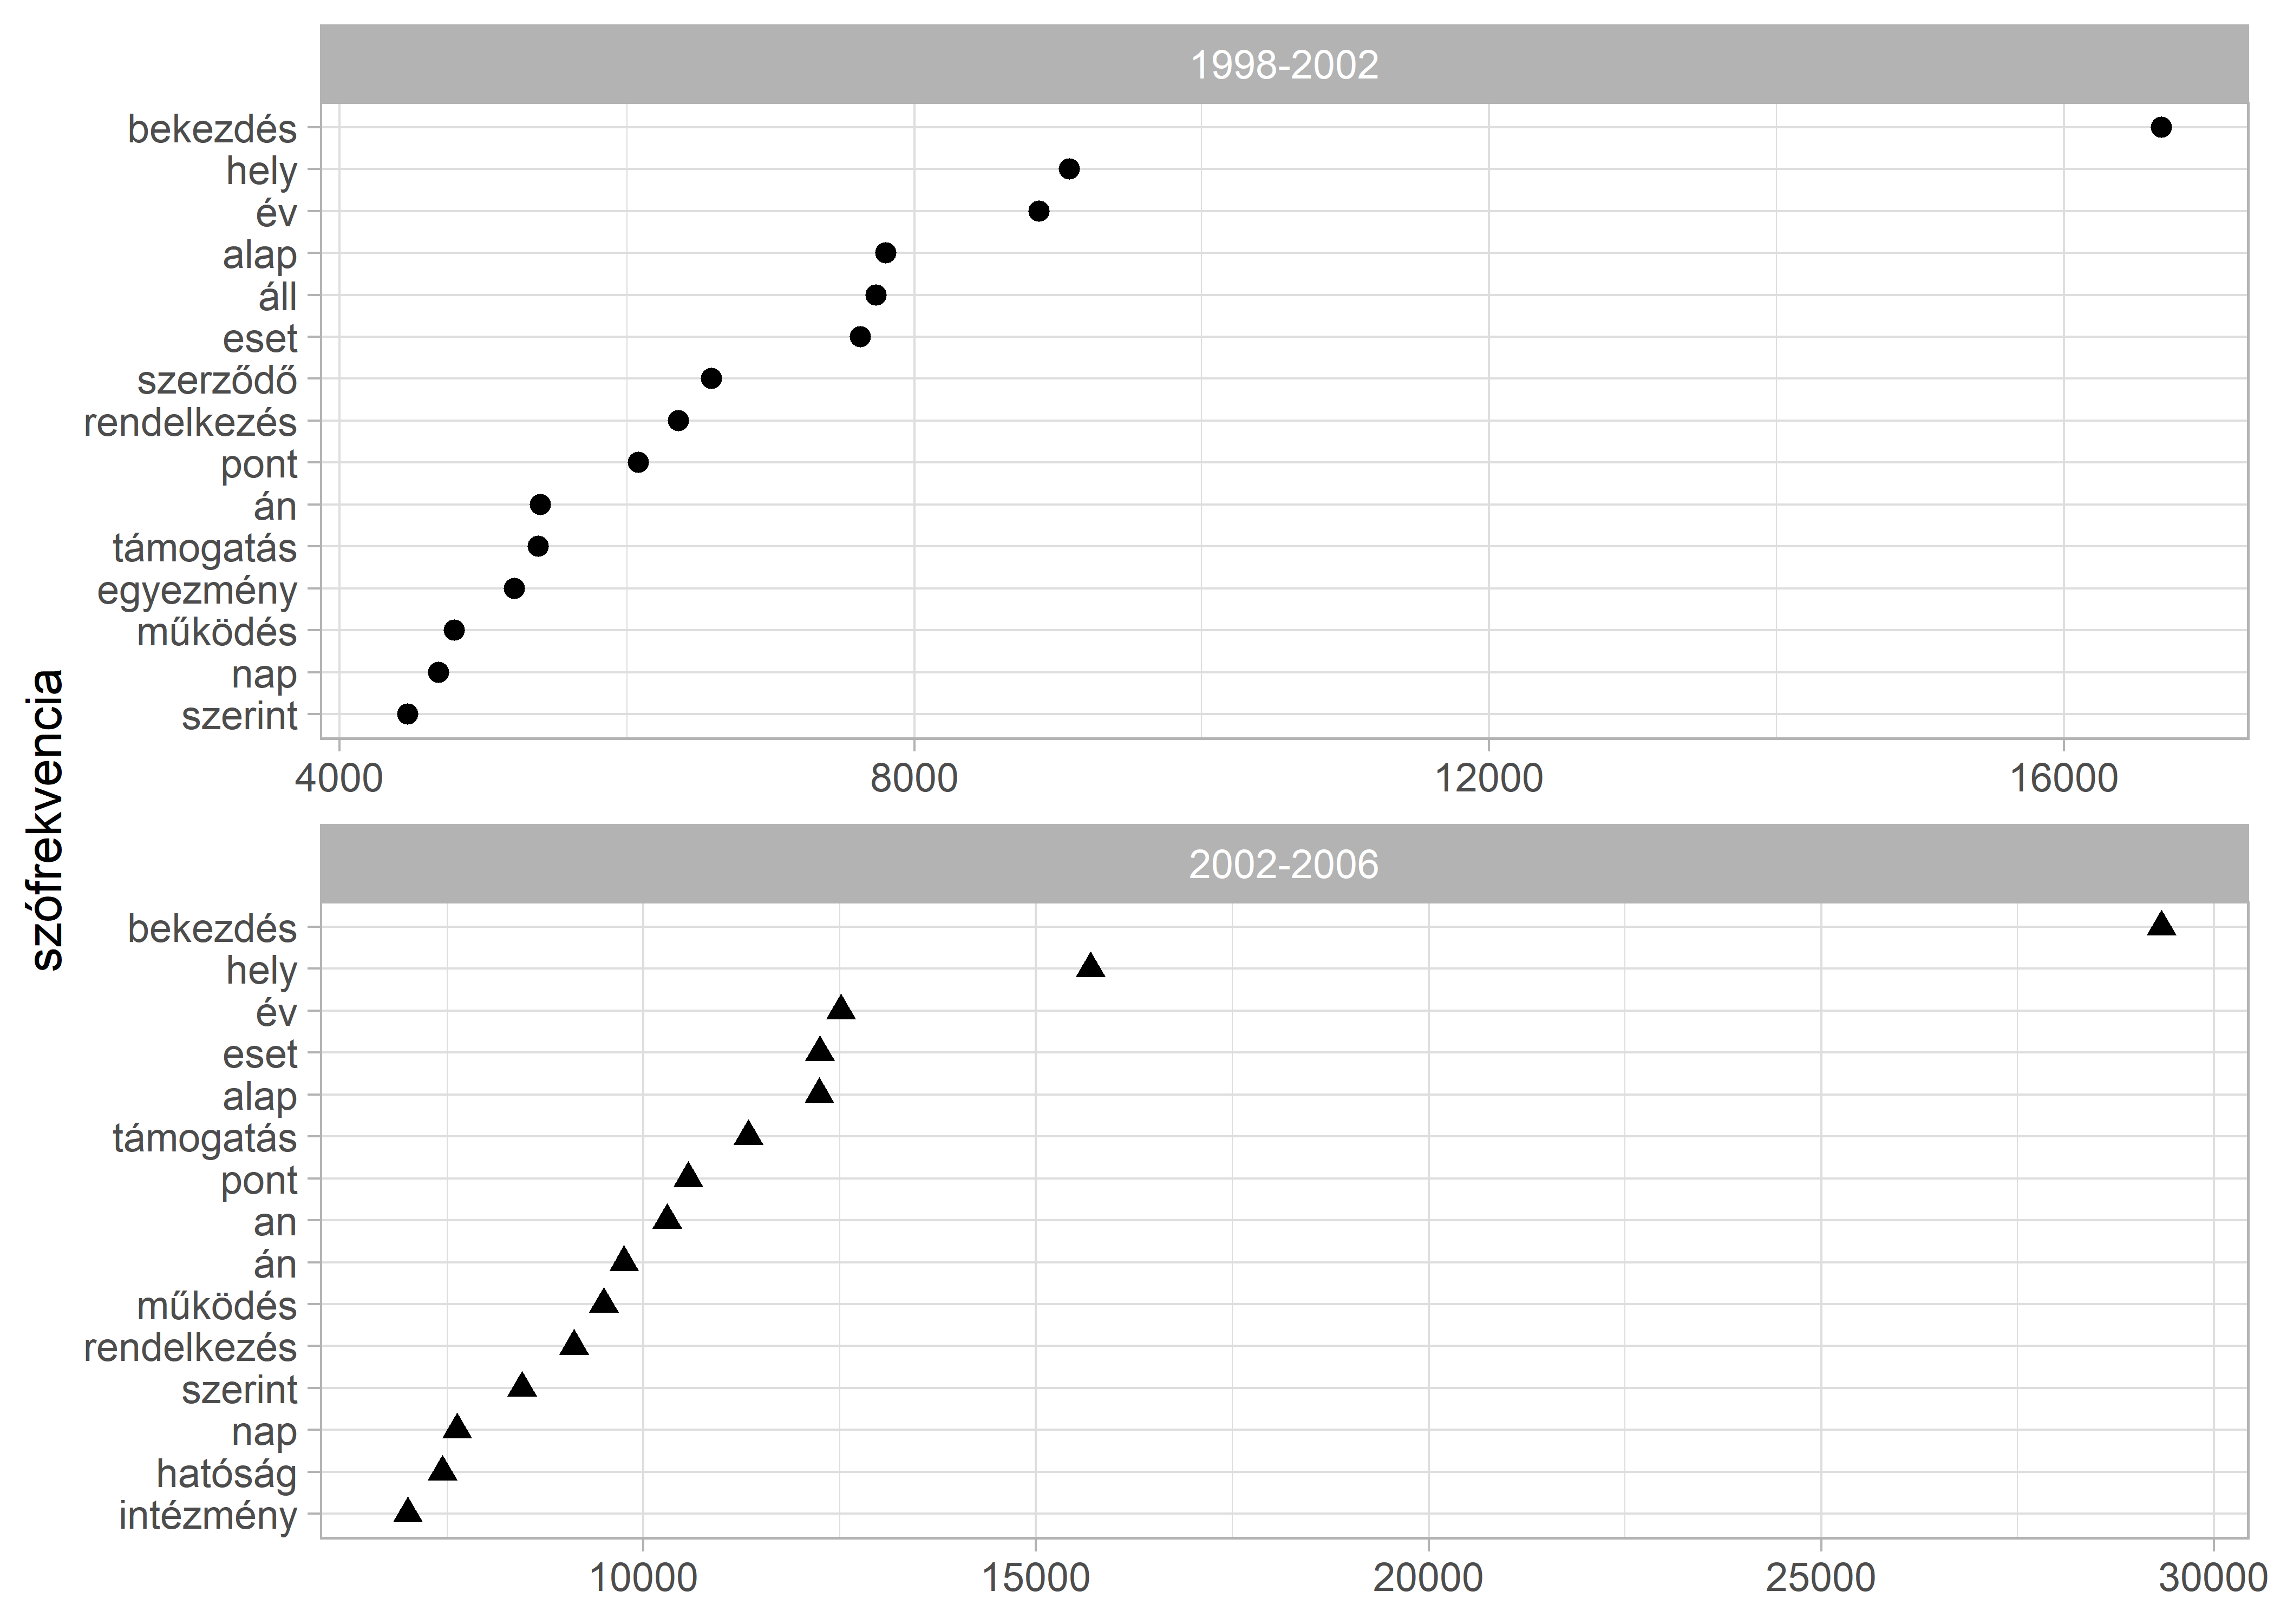 szófrekvencia
1998-2002
bekezdés
hely
év
alap
áll
eset
szerződő
rendelkezés
pont
án
támogatás
egyezmény
működés
nap
szerint
4000 8000 12000 16000
2002-2006
bekezdés
hely
év
eset
alap
támogatás
pont
an
án
működés
rendelkezés
szerint
nap
hatóság
intézmény
10000 15000 20000 25000 30000